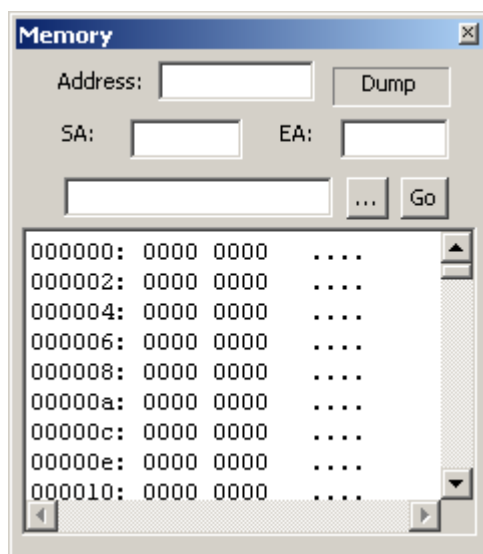 Memory
Address: Dump
SA: EA:
... Go
000000: 0000 0000 ....
000002: 0000 0000 ....
000004: 0000 0000 ....
000006: 0000 0000 ....
000008: 0000 0000 ....
00000a: 0000 0000 ....
00000c: 0000 0000 ....
00000e: 0000 0000 ....
000010: 0000 0000 ....